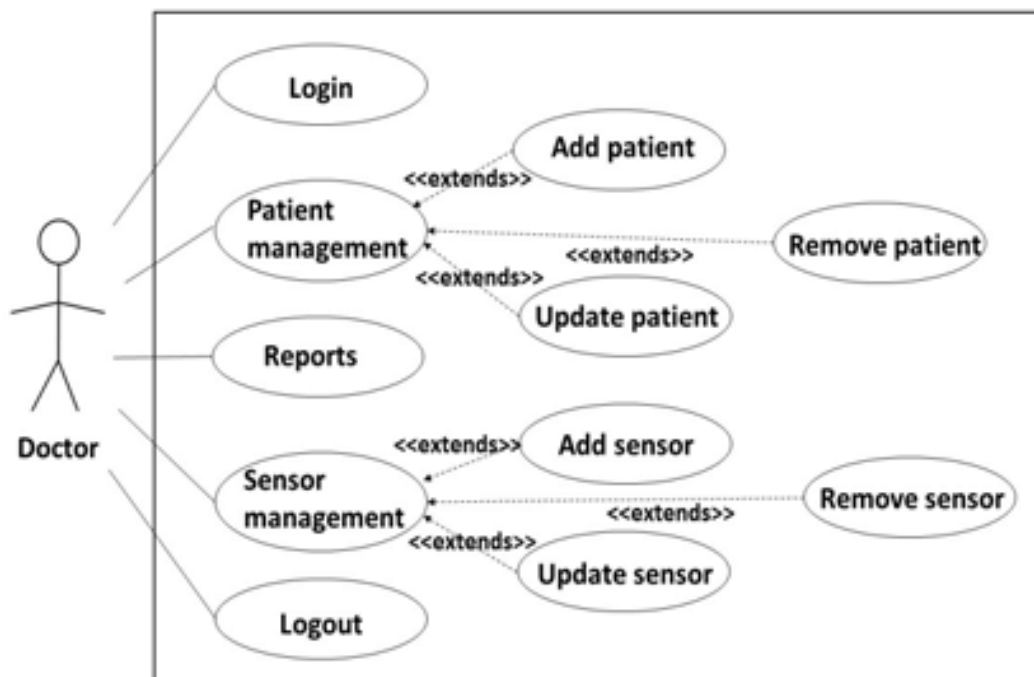 Login
Add patient
<<extends>>
Patient
management
Remove patient
<<extends>>
<<extends>>
Update patient
Reports
Doctor
Add sensor
<<extends>>
Sensor
management
Remove sensor
<<extends>>
<<extends>>
Update sensor
Logout